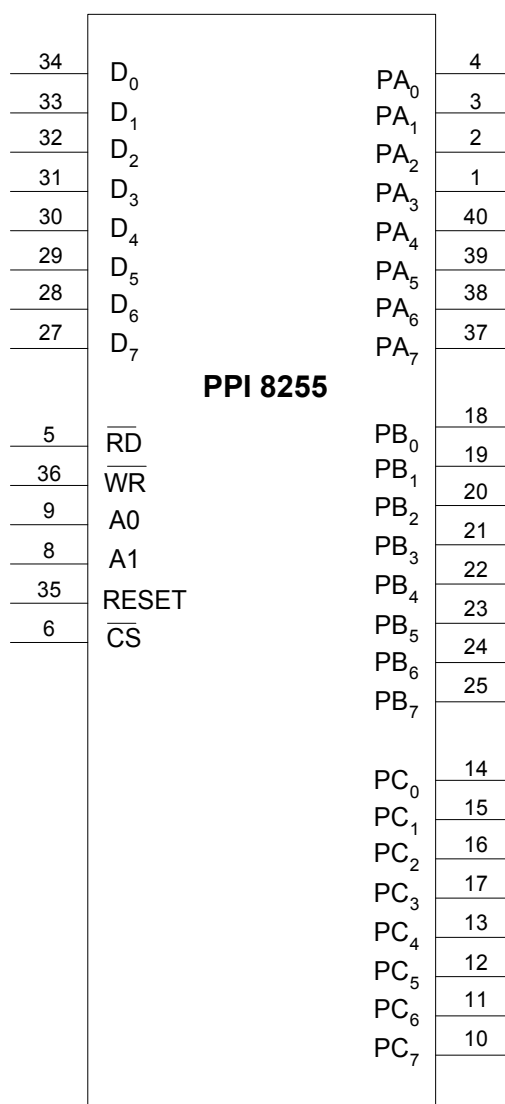 34 D₀ PA₀ 4
33 D₁ PA₁ 3
32 D₂ PA₂ 2
31 D₃ PA₃ 1
30 D₄ PA₄ 40
29 D₅ PA₅ 39
28 D₆ PA₆ 38
27 D₇ PA₇ 37
PPI 8255
5 R̅D̅ PB₀ 18
36 W̅R̅ PB₁ 19
9 A0 PB₂ 20
8 A1 PB₃ 21
35 RESET PB₄ 22
6 C̅S̅ PB₅ 23
PB₆ 24
PB₇ 25
PC₀ 14
PC₁ 15
PC₂ 16
PC₃ 17
PC₄ 13
PC₅ 12
PC₆ 11
PC₇ 10